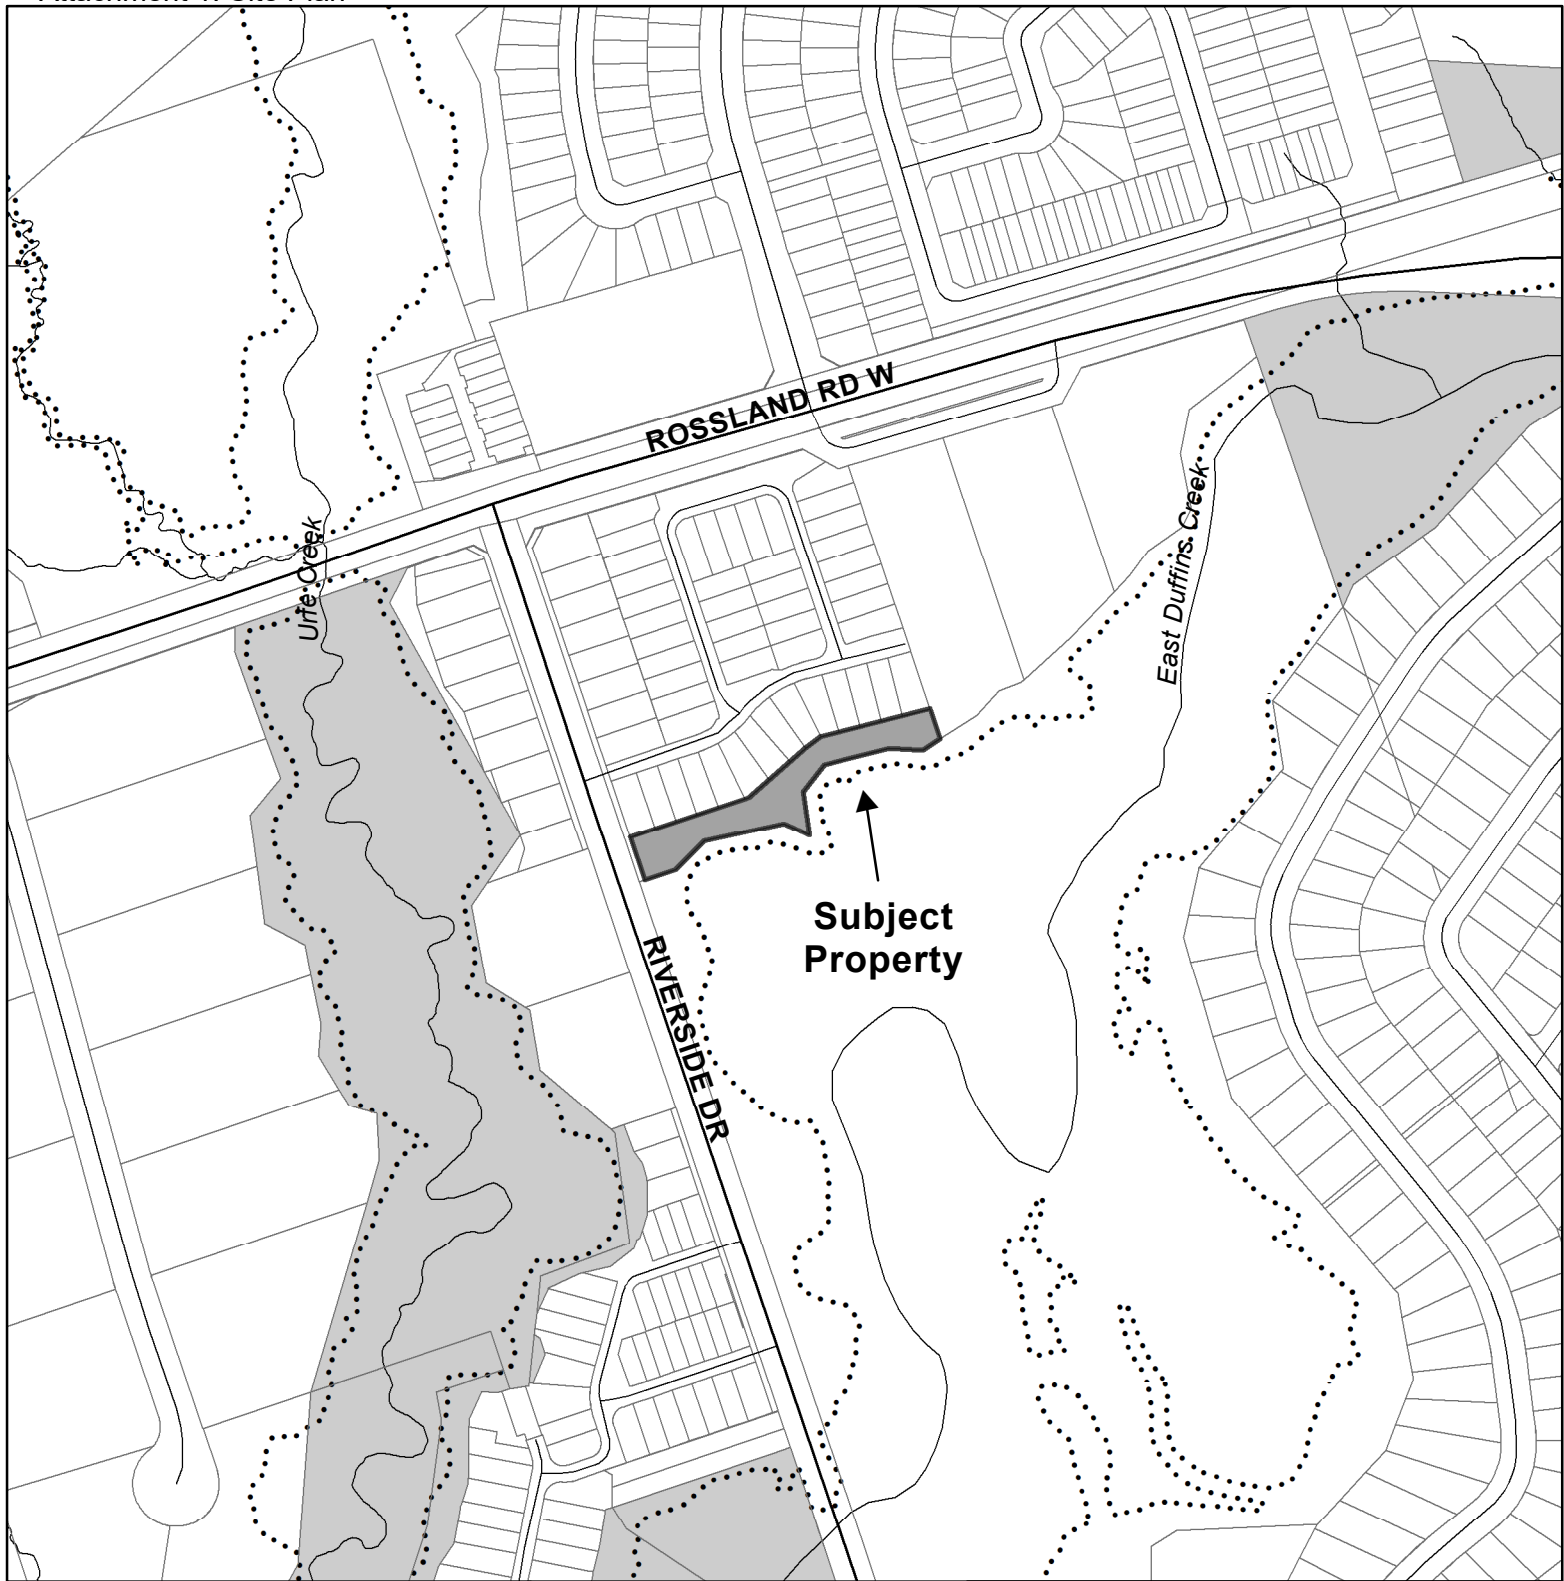 ROSSLAND RD W
Urfe Creek
East Duffins Creek
Subject
Property
RIVERSIDE DR